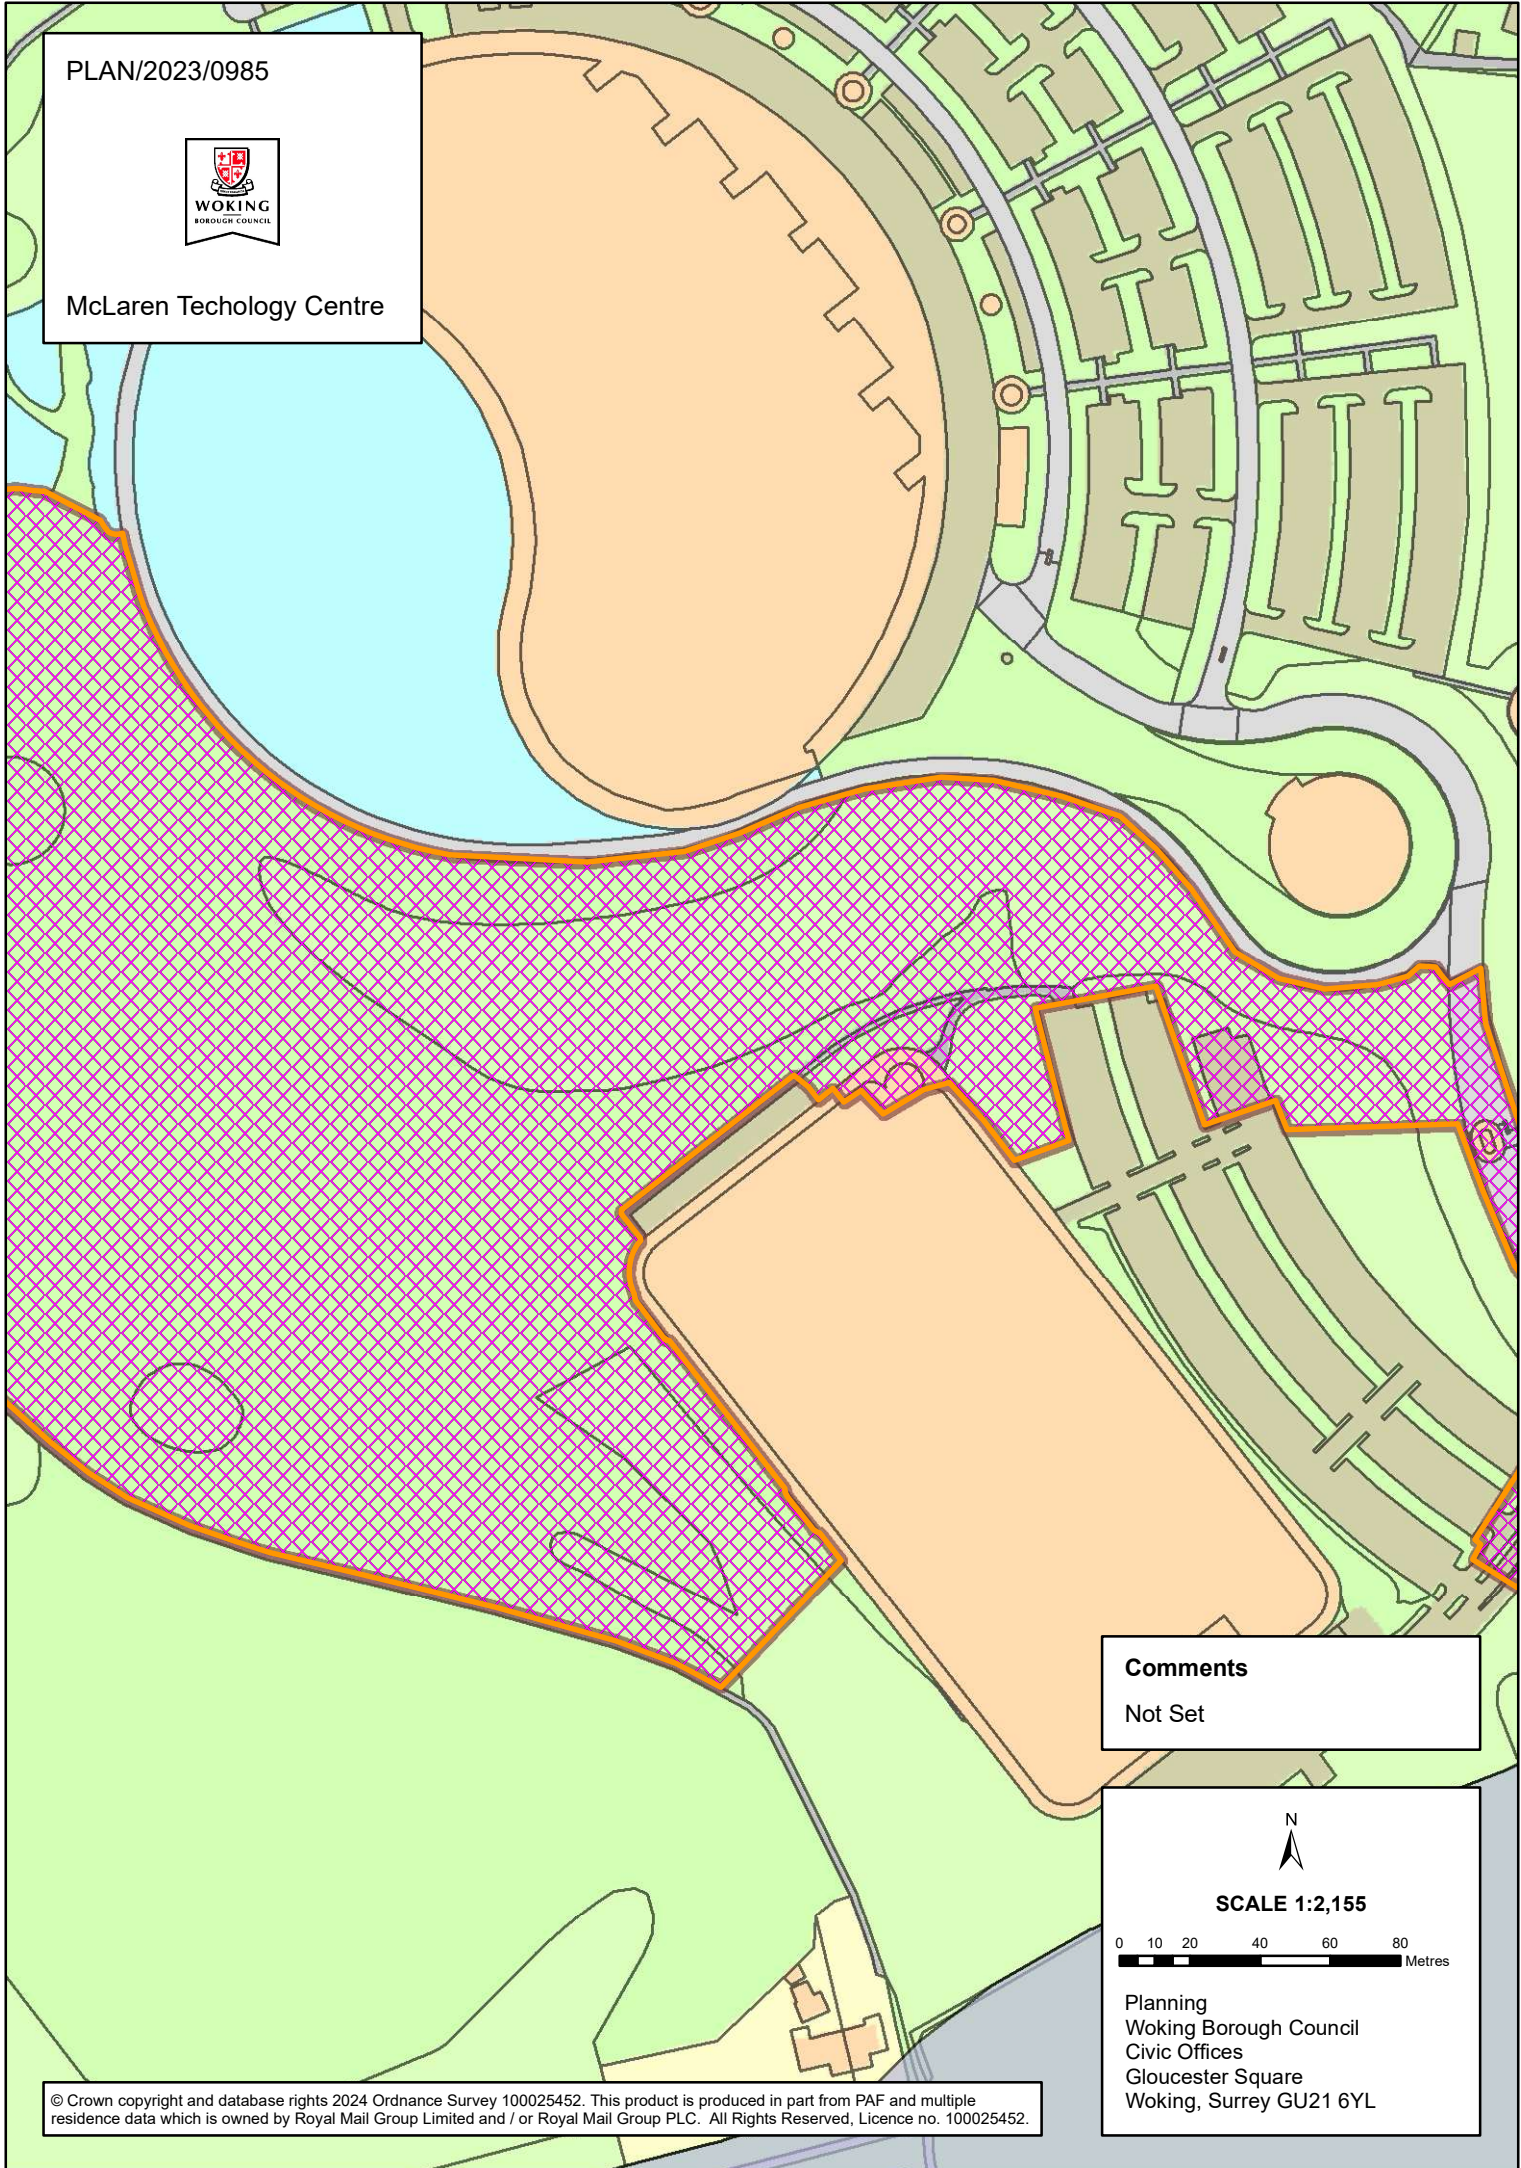 PLAN/2023/0985
WOKING
BOROUGH COUNCIL
McLaren Techology Centre
Comments
Not Set
N
SCALE 1:2,155
0 10 20 40 60 80
Metres
Planning
Woking Borough Council
Civic Offices
Gloucester Square
Woking, Surrey GU21 6YL
© Crown copyright and database rights 2024 Ordnance Survey 100025452. This product is produced in part from PAF and multiple
residence data which is owned by Royal Mail Group Limited and / or Royal Mail Group PLC. All Rights Reserved, Licence no. 100025452.